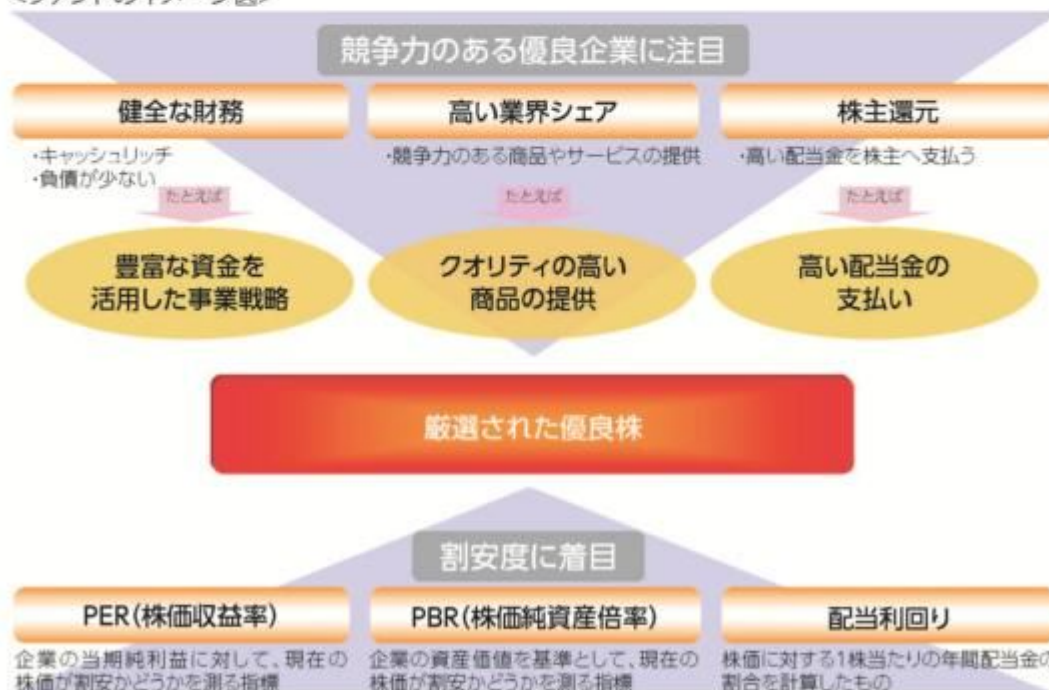 競争力のある優良企業に注目
健全な財務
高い業界シェア
株主還元
・キャッシュリッチ
・負債が少ない
・競争力のある商品やサービスの提供
・高い配当金を株主へ支払う
たとえば
たとえば
たとえば
豊富な資金を
活用した事業戦略
クオリティの高い
商品の提供
高い配当金の
支払い
厳選された優良株
割安度に着目
PER(株価収益率)
PBR(株価純資産倍率)
配当利回り
企業の当期純利益に対して、現在の
株価が割安かどうかを測る指標
企業の資産価値を基準として、現在の
株価が割安かどうかを測る指標
株価に対する1株当たりの年間配当金の
割合を計算したもの